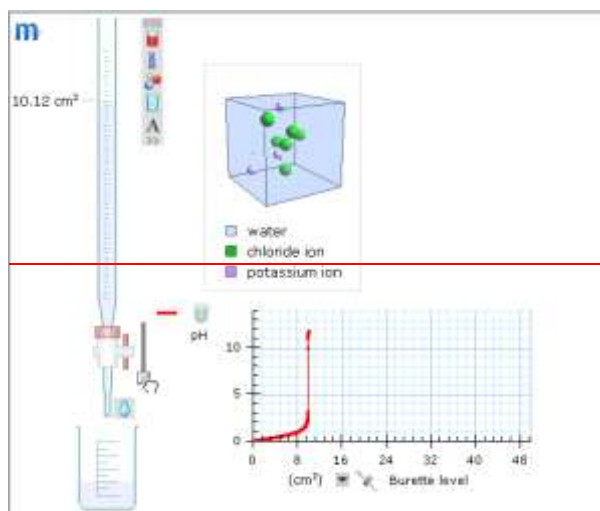 m
10.12 cm³
A
water
chloride ion
potassium ion
pH
10
5
0
0 8 16 24 32 40 48
(cm³) Burette level